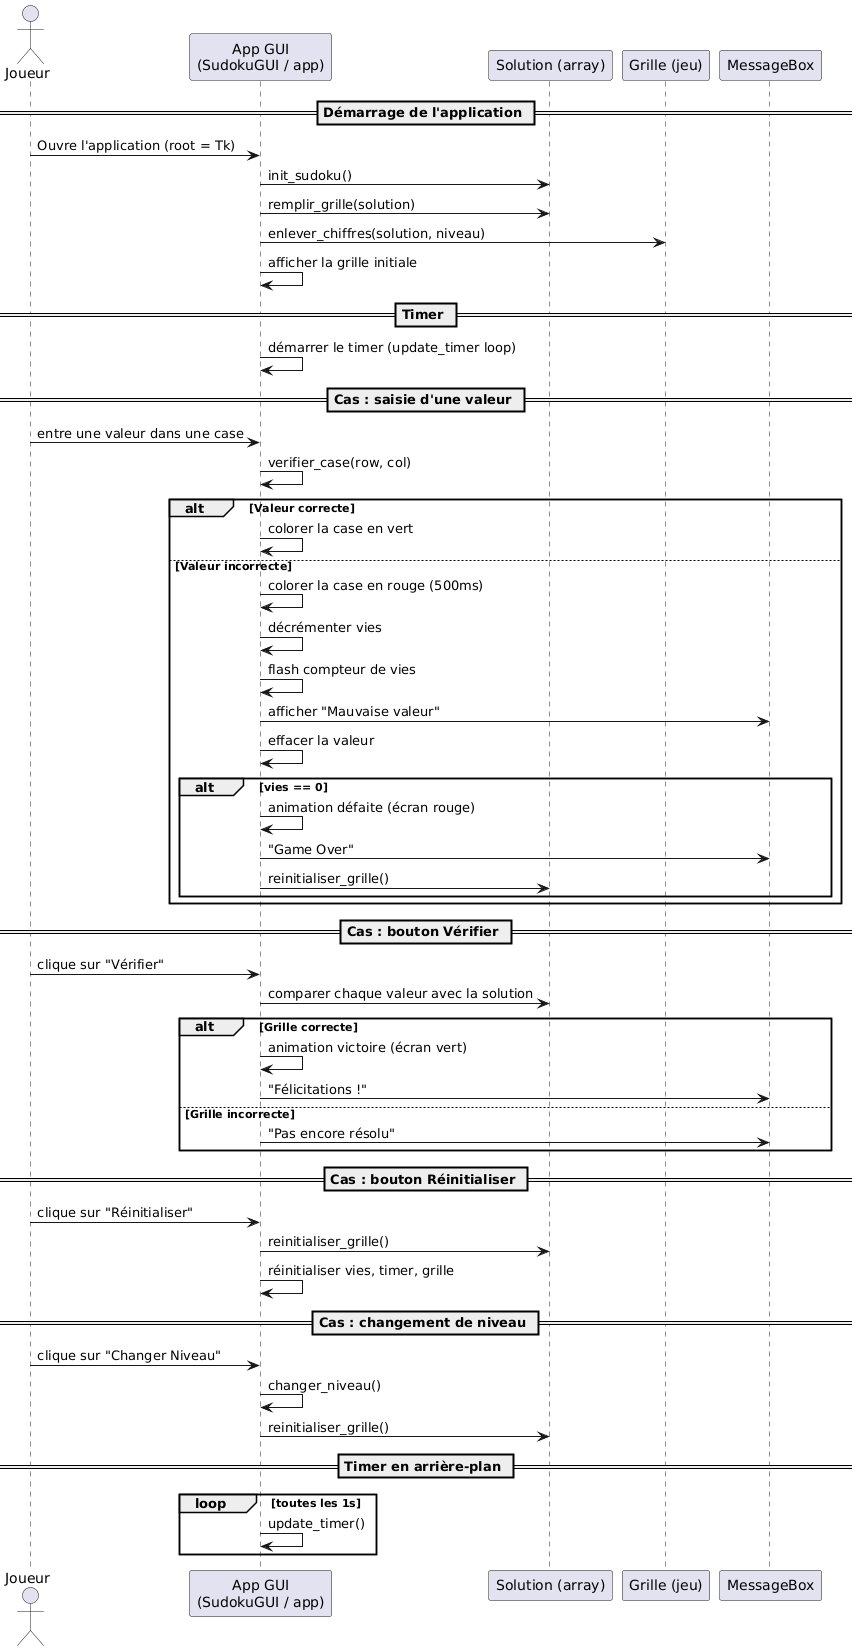 Joueur
App GUI
(SudokuGUI / app)
Solution (array)
Grille (jeu)
MessageBox
Démarrage de l'application
Ouvre l'application (root = Tk)
init_sudoku()
remplir_grille(solution)
enlever_chiffres(solution, niveau)
afficher la grille initiale
Timer
démarrer le timer (update_timer loop)
Cas : saisie d'une valeur
entre une valeur dans une case
verifier_case(row, col)
alt [Valeur correcte]
colorer la case en vert
[Valeur incorrecte]
colorer la case en rouge (500ms)
décrémenter vies
flash compteur de vies
afficher "Mauvaise valeur"
effacer la valeur
alt [vies == 0]
animation défaite (écran rouge)
"Game Over"
reinitialiser_grille()
Cas : bouton Vérifier
clique sur "Vérifier"
comparer chaque valeur avec la solution
alt [Grille correcte]
animation victoire (écran vert)
"Félicitations !"
[Grille incorrecte]
"Pas encore résolu"
Cas : bouton Réinitialiser
clique sur "Réinitialiser"
reinitialiser_grille()
réinitialiser vies, timer, grille
Cas : changement de niveau
clique sur "Changer Niveau"
changer_niveau()
reinitialiser_grille()
Timer en arrière-plan
loop [toutes les 1s]
update_timer()
Joueur
App GUI
(SudokuGUI / app)
Solution (array)
Grille (jeu)
MessageBox